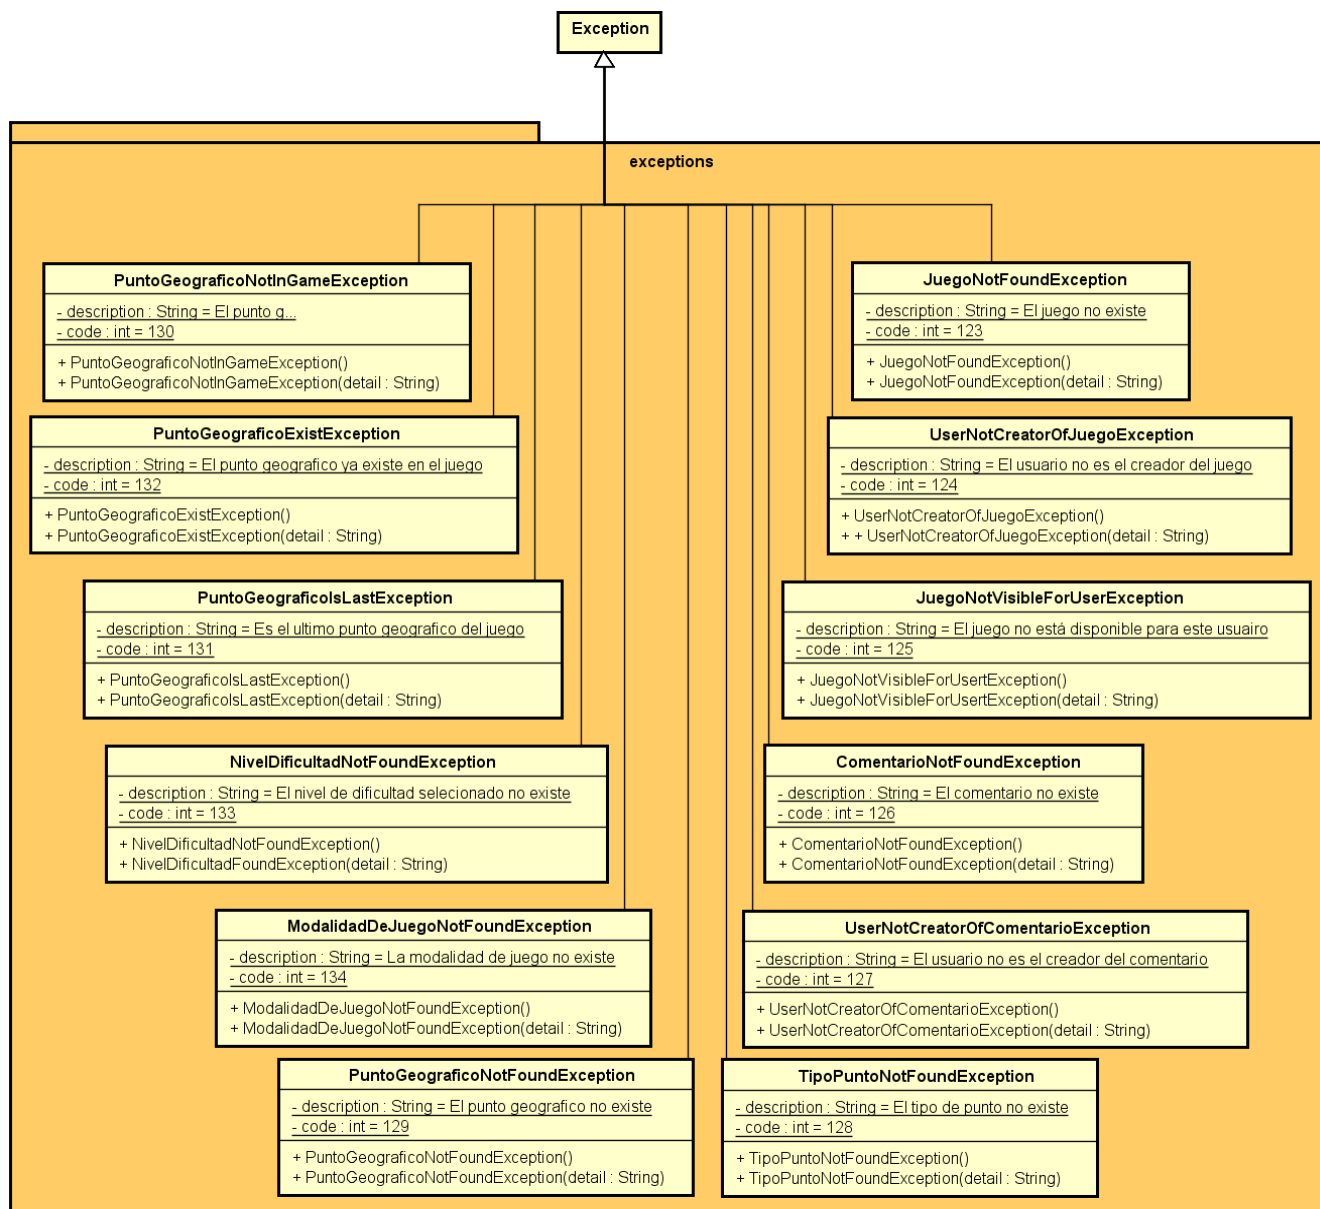 Exception
exceptions
PuntoGeograficoNotInGameException
- description : String = El punto g...
- code : int = 130
+ PuntoGeograficoNotInGameException()
+ PuntoGeograficoNotInGameException(detail : String)
JuegoNotFoundException
- description : String = El juego no existe
- code : int = 123
+ JuegoNotFoundException()
+ JuegoNotFoundException(detail : String)
PuntoGeograficoExistException
- description : String = El punto geografico ya existe en el juego
- code : int = 132
+ PuntoGeograficoExistException()
+ PuntoGeograficoExistException(detail : String)
UserNotCreatorOfJuegoException
- description : String = El usuario no es el creador del juego
- code : int = 124
+ UserNotCreatorOfJuegoException()
+ + UserNotCreatorOfJuegoException(detail : String)
PuntoGeograficoIsLastException
- description : String = Es el ultimo punto geografico del juego
- code : int = 131
+ PuntoGeograficoIsLastException()
+ PuntoGeograficoIsLastException(detail : String)
JuegoNotVisibleForUserException
- description : String = El juego no está disponible para este usuairo
- code : int = 125
+ JuegoNotVisibleForUsertException()
+ JuegoNotVisibleForUsertException(detail : String)
NivelDificultadNotFoundException
- description : String = El nivel de dificultad selecionado no existe
- code : int = 133
+ NivelDificultadNotFoundException()
+ NivelDificultadFoundException(detail : String)
ComentarioNotFoundException
- description : String = El comentario no existe
- code : int = 126
+ ComentarioNotFoundException()
+ ComentarioNotFoundException(detail : String)
ModalidadDeJuegoNotFoundException
- description : String = La modalidad de juego no existe
- code : int = 134
+ ModalidadDeJuegoNotFoundException()
+ ModalidadDeJuegoNotFoundException(detail : String)
UserNotCreatorOfComentarioException
- description : String = El usuario no es el creador del comentario
- code : int = 127
+ UserNotCreatorOfComentarioException()
+ UserNotCreatorOfComentarioException(detail : String)
PuntoGeograficoNotFoundException
- description : String = El punto geografico no existe
- code : int = 129
+ PuntoGeograficoNotFoundException()
+ PuntoGeograficoNotFoundException(detail : String)
TipoPuntoNotFoundException
- description : String = El tipo de punto no existe
- code : int = 128
+ TipoPuntoNotFoundException()
+ TipoPuntoNotFoundException(detail : String)